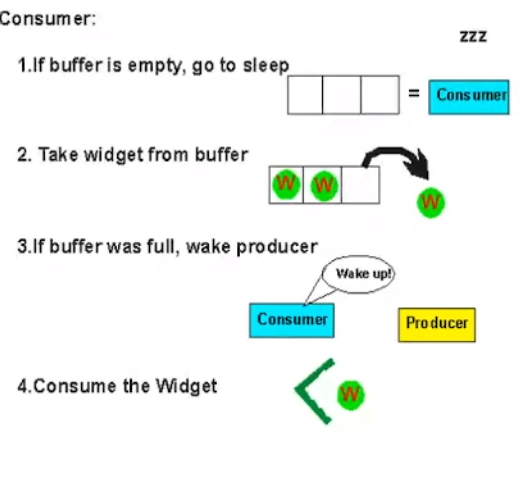 Consumer:
zzz
1.If buffer is empty, go to sleep
= Consumer
2. Take widget from buffer
W W
W
3.If buffer was full, wake producer
Wake up!
Consumer Producer
4.Consume the Widget
W